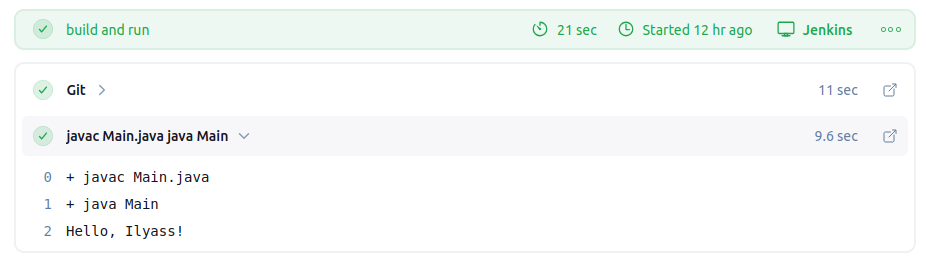 build and run 21 sec Started 12 hr ago Jenkins
Git 11 sec
javac Main.java java Main 9.6 sec
0 + javac Main.java
1 + java Main
2 Hello, Ilyass!